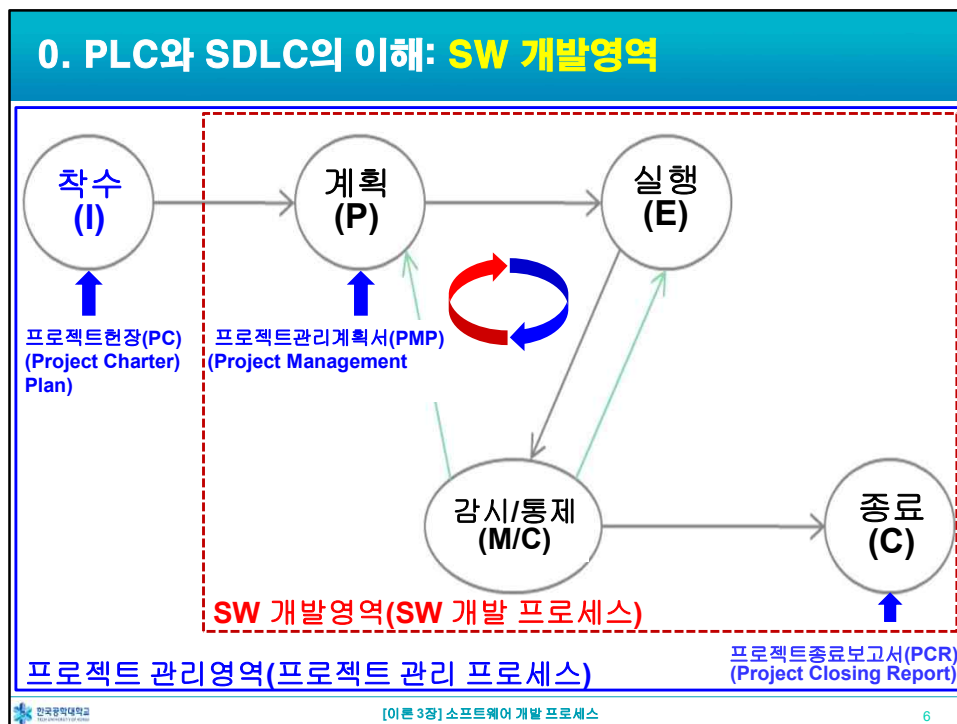 0. PLC와 SDLC의 이해: SW 개발영역
착수
(I)
계획
(P)
실행
(E)
프로젝트헌장(PC)
(Project Charter)
Plan)
프로젝트관리계획서(PMP)
(Project Management
감시/통제
(M/C)
종료
(C)
SW 개발영역(SW 개발 프로세스)
프로젝트 관리영역(프로젝트 관리 프로세스)
프로젝트종료보고서(PCR)
(Project Closing Report)
한국공학대학교
TECH UNIVERSITY OF KOREA
[이론 3장] 소프트웨어 개발 프로세스
6